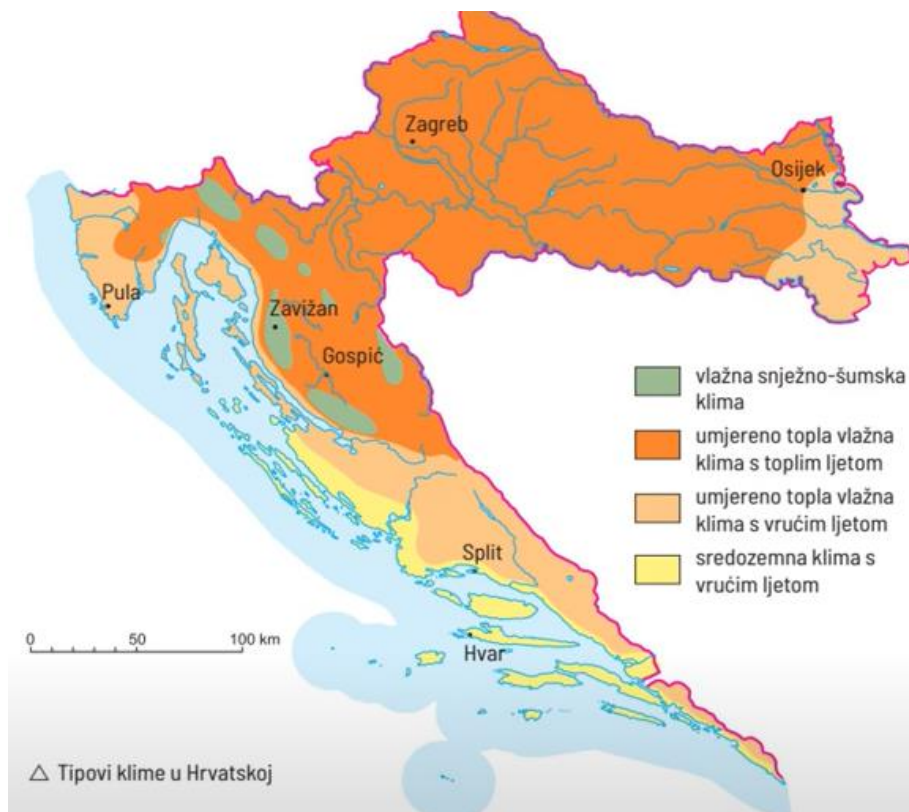 Zagreb
Osijek
Pula
Zavižan
Gospić
vlažna snježno-šumska
klima
umjereno topla vlažna
klima s toplim ljetom
umjereno topla vlažna
klima s vrućim ljetom
sredozemna klima s
vrućim ljetom
Split
0 50 100 km
Hvar
△ Tipovi klime u Hrvatskoj